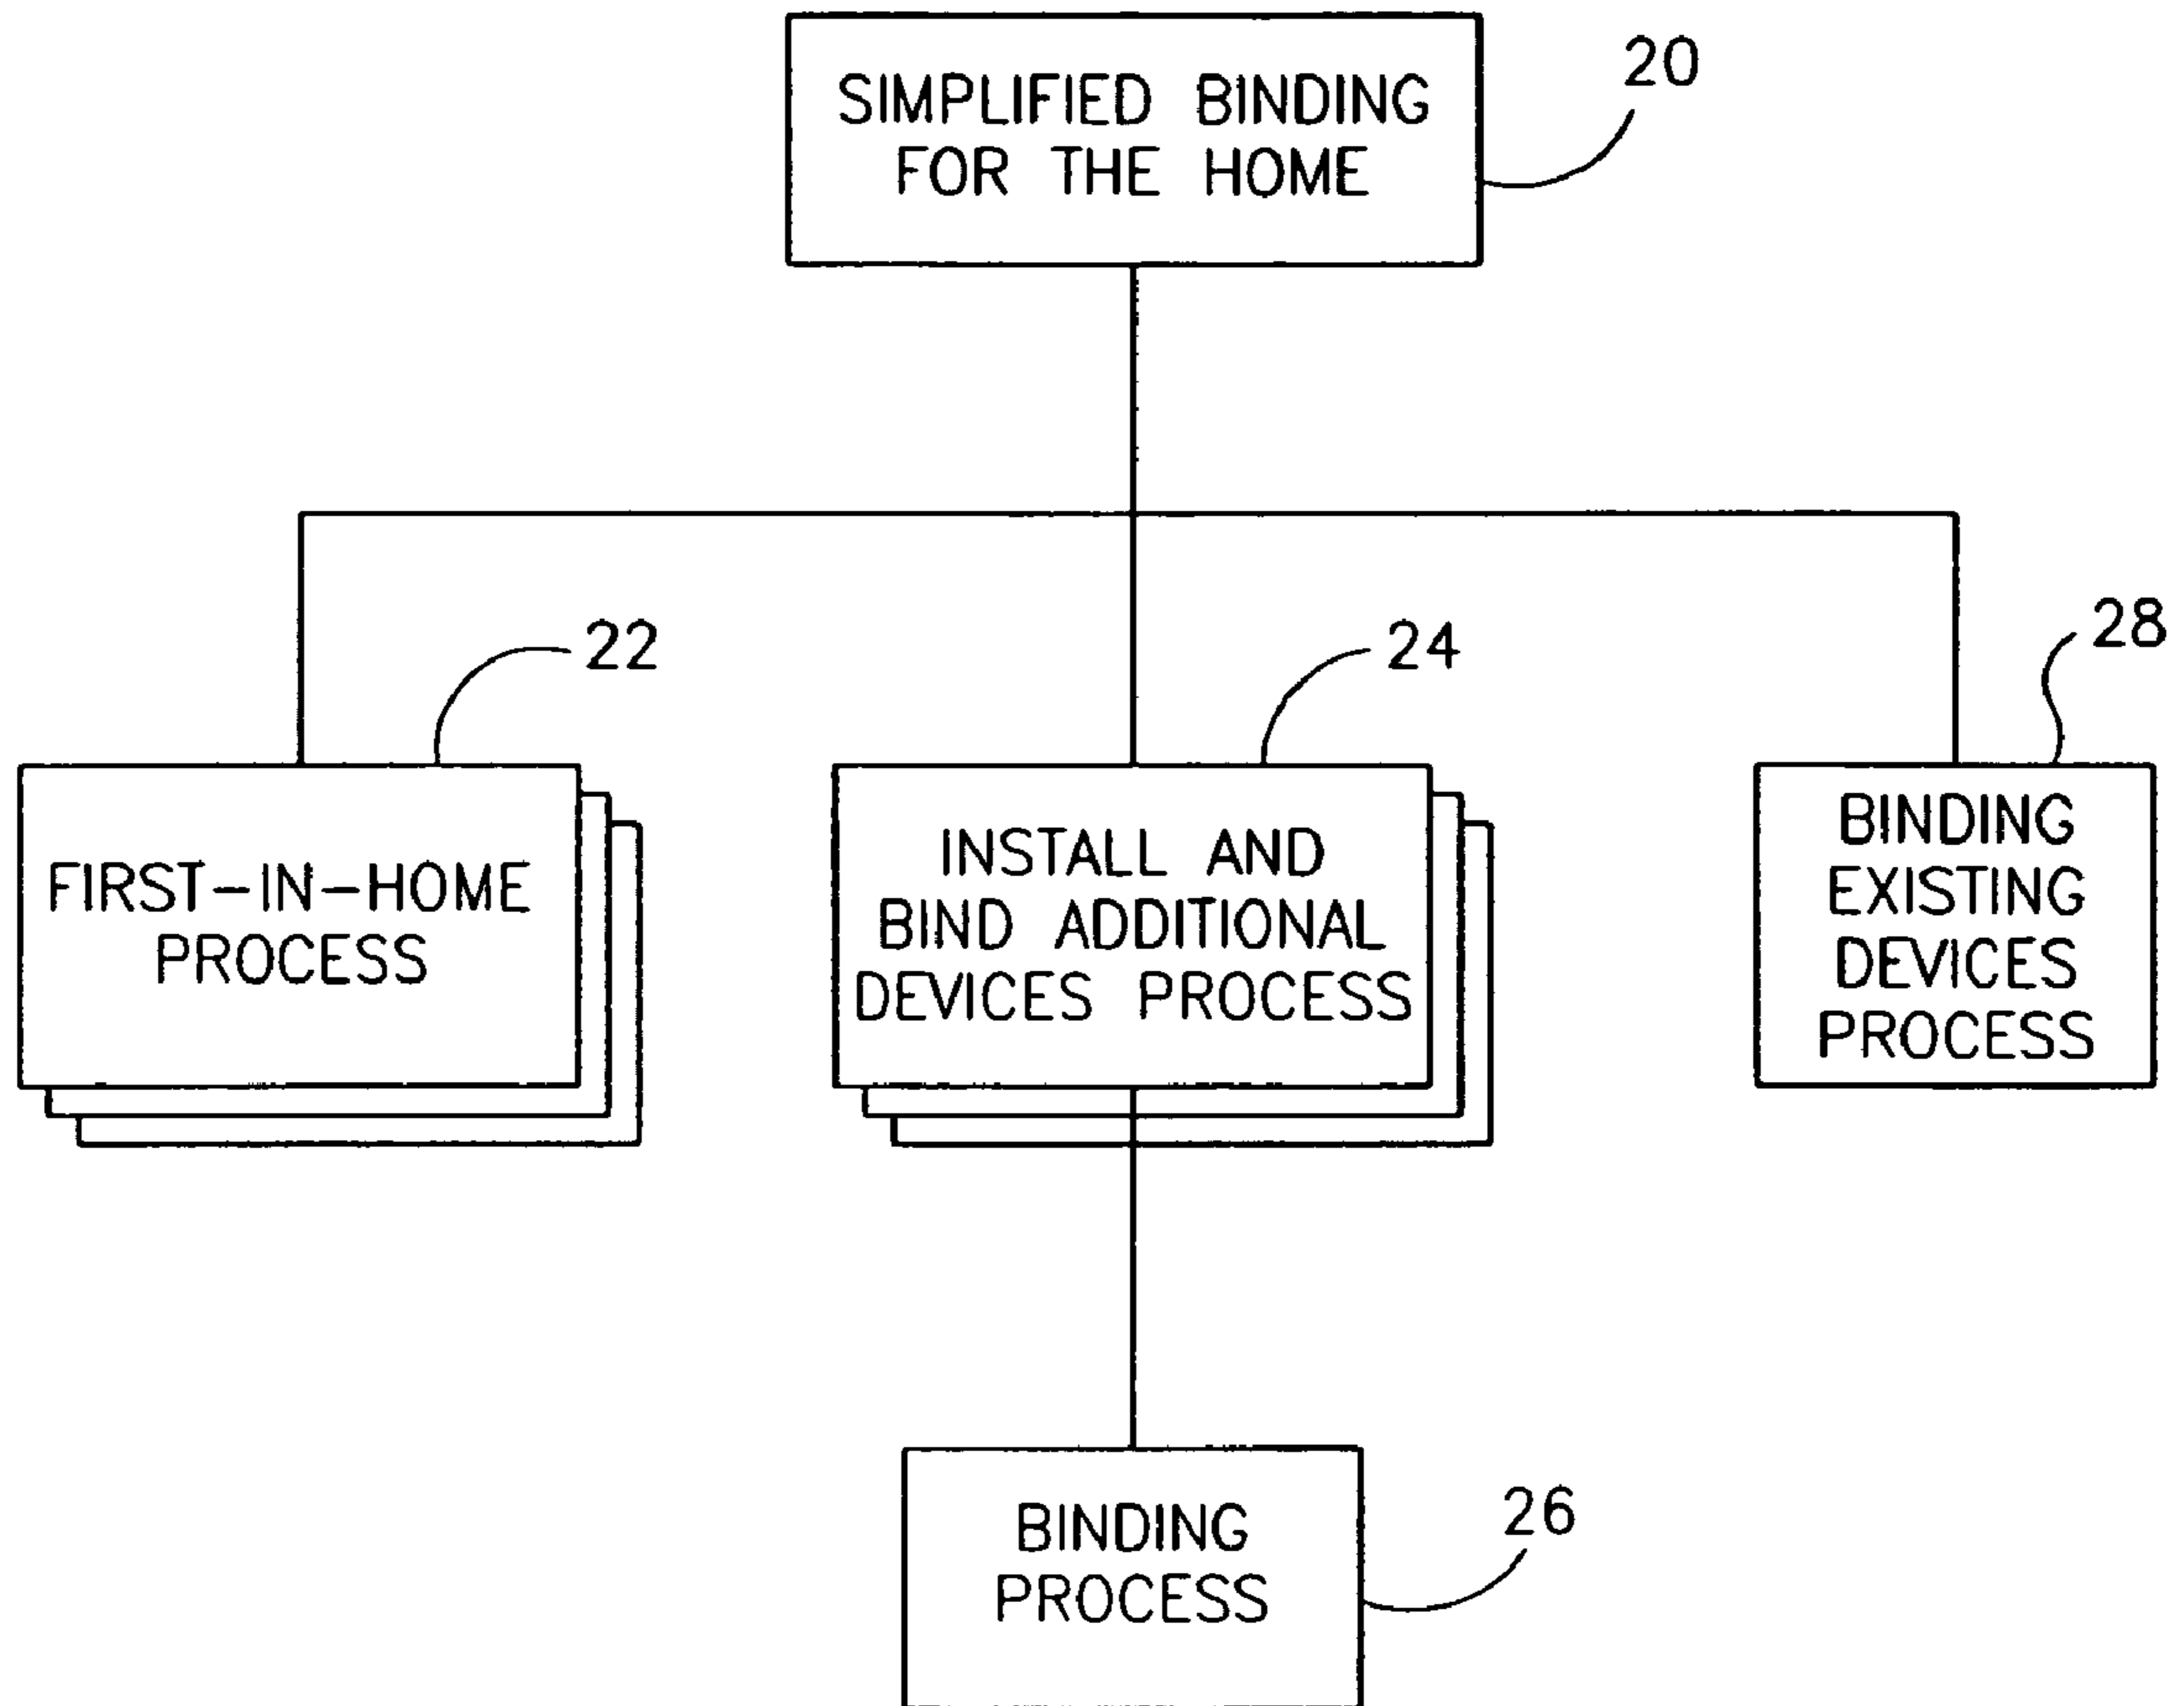 SIMPLIFIED BINDING
FOR THE HOME
20
22
24
28
FIRST-IN-HOME
PROCESS
INSTALL AND
BIND ADDITIONAL
DEVICES PROCESS
BINDING
EXISTING
DEVICES
PROCESS
BINDING
PROCESS
26